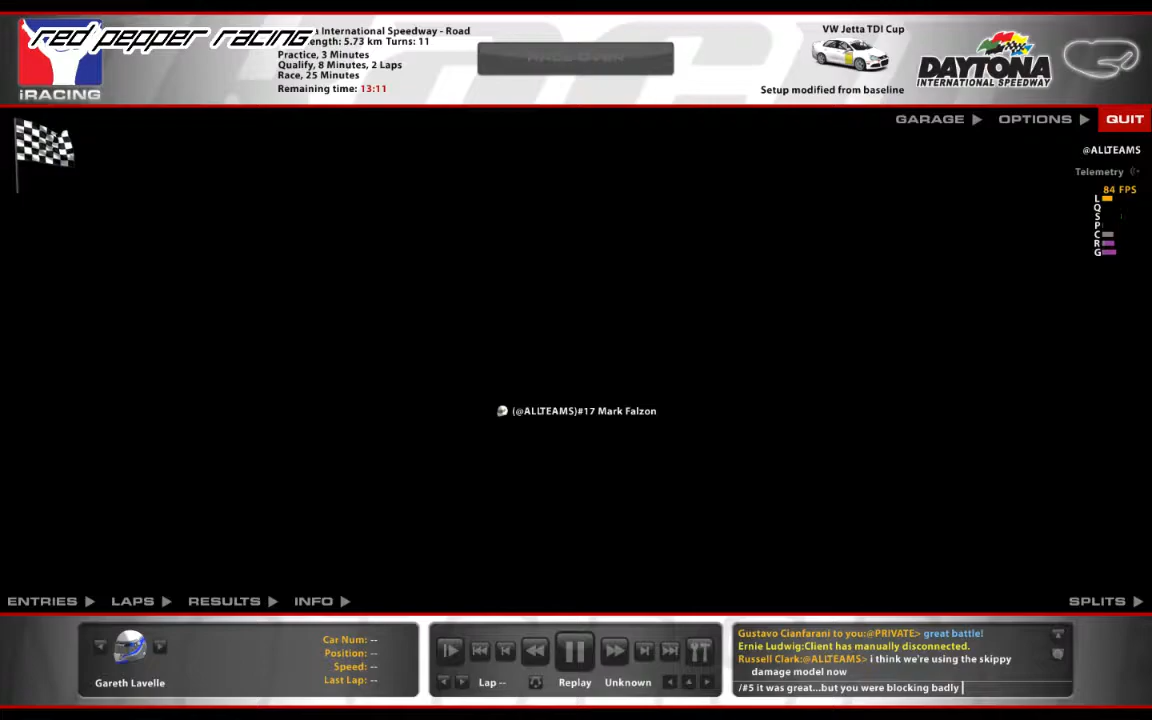 RED PEPPER RACING
iRACING
International Speedway - Road
Length: 5.73 km Turns: 11
Practice, 3 Minutes
Qualify, 8 Minutes, 2 Laps
Race, 25 Minutes
Remaining time: 13:11
VW Jetta TDI Cup
Setup modified from baseline
DAYTONA
INTERNATIONAL SPEEDWAY
GARAGE OPTIONS QUIT
@ALLTEAMS
Telemetry
84 FPS
L
Q
S
P
C
R
G
(@ALLTEAMS)#17 Mark Falzon
ENTRIES LAPS RESULTS INFO SPLITS
Gareth Lavelle
Car Num: --
Position: --
Speed: --
Last Lap: --
Lap -- Replay Unknown
Gustavo Cianfarani to you:@PRIVATE> great battle!
Ernie Ludwig:Client has manually disconnected.
Russell Clark:@ALLTEAMS> i think we're using the skippy
damage model now
/#5 it was great...but you were blocking badly